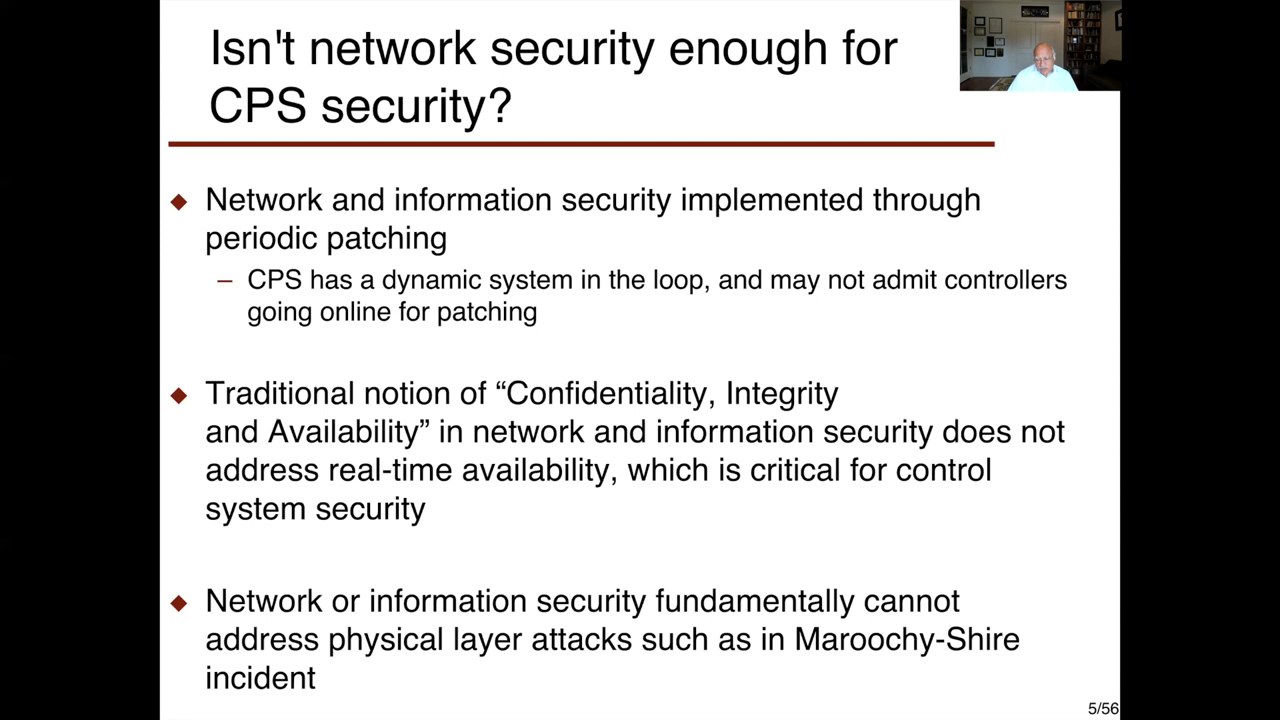 Isn't network security enough for
CPS security?
◆ Network and information security implemented through
periodic patching
– CPS has a dynamic system in the loop, and may not admit controllers
going online for patching
◆ Traditional notion of “Confidentiality, Integrity
and Availability” in network and information security does not
address real-time availability, which is critical for control
system security
◆ Network or information security fundamentally cannot
address physical layer attacks such as in Maroochy-Shire
incident
5/56